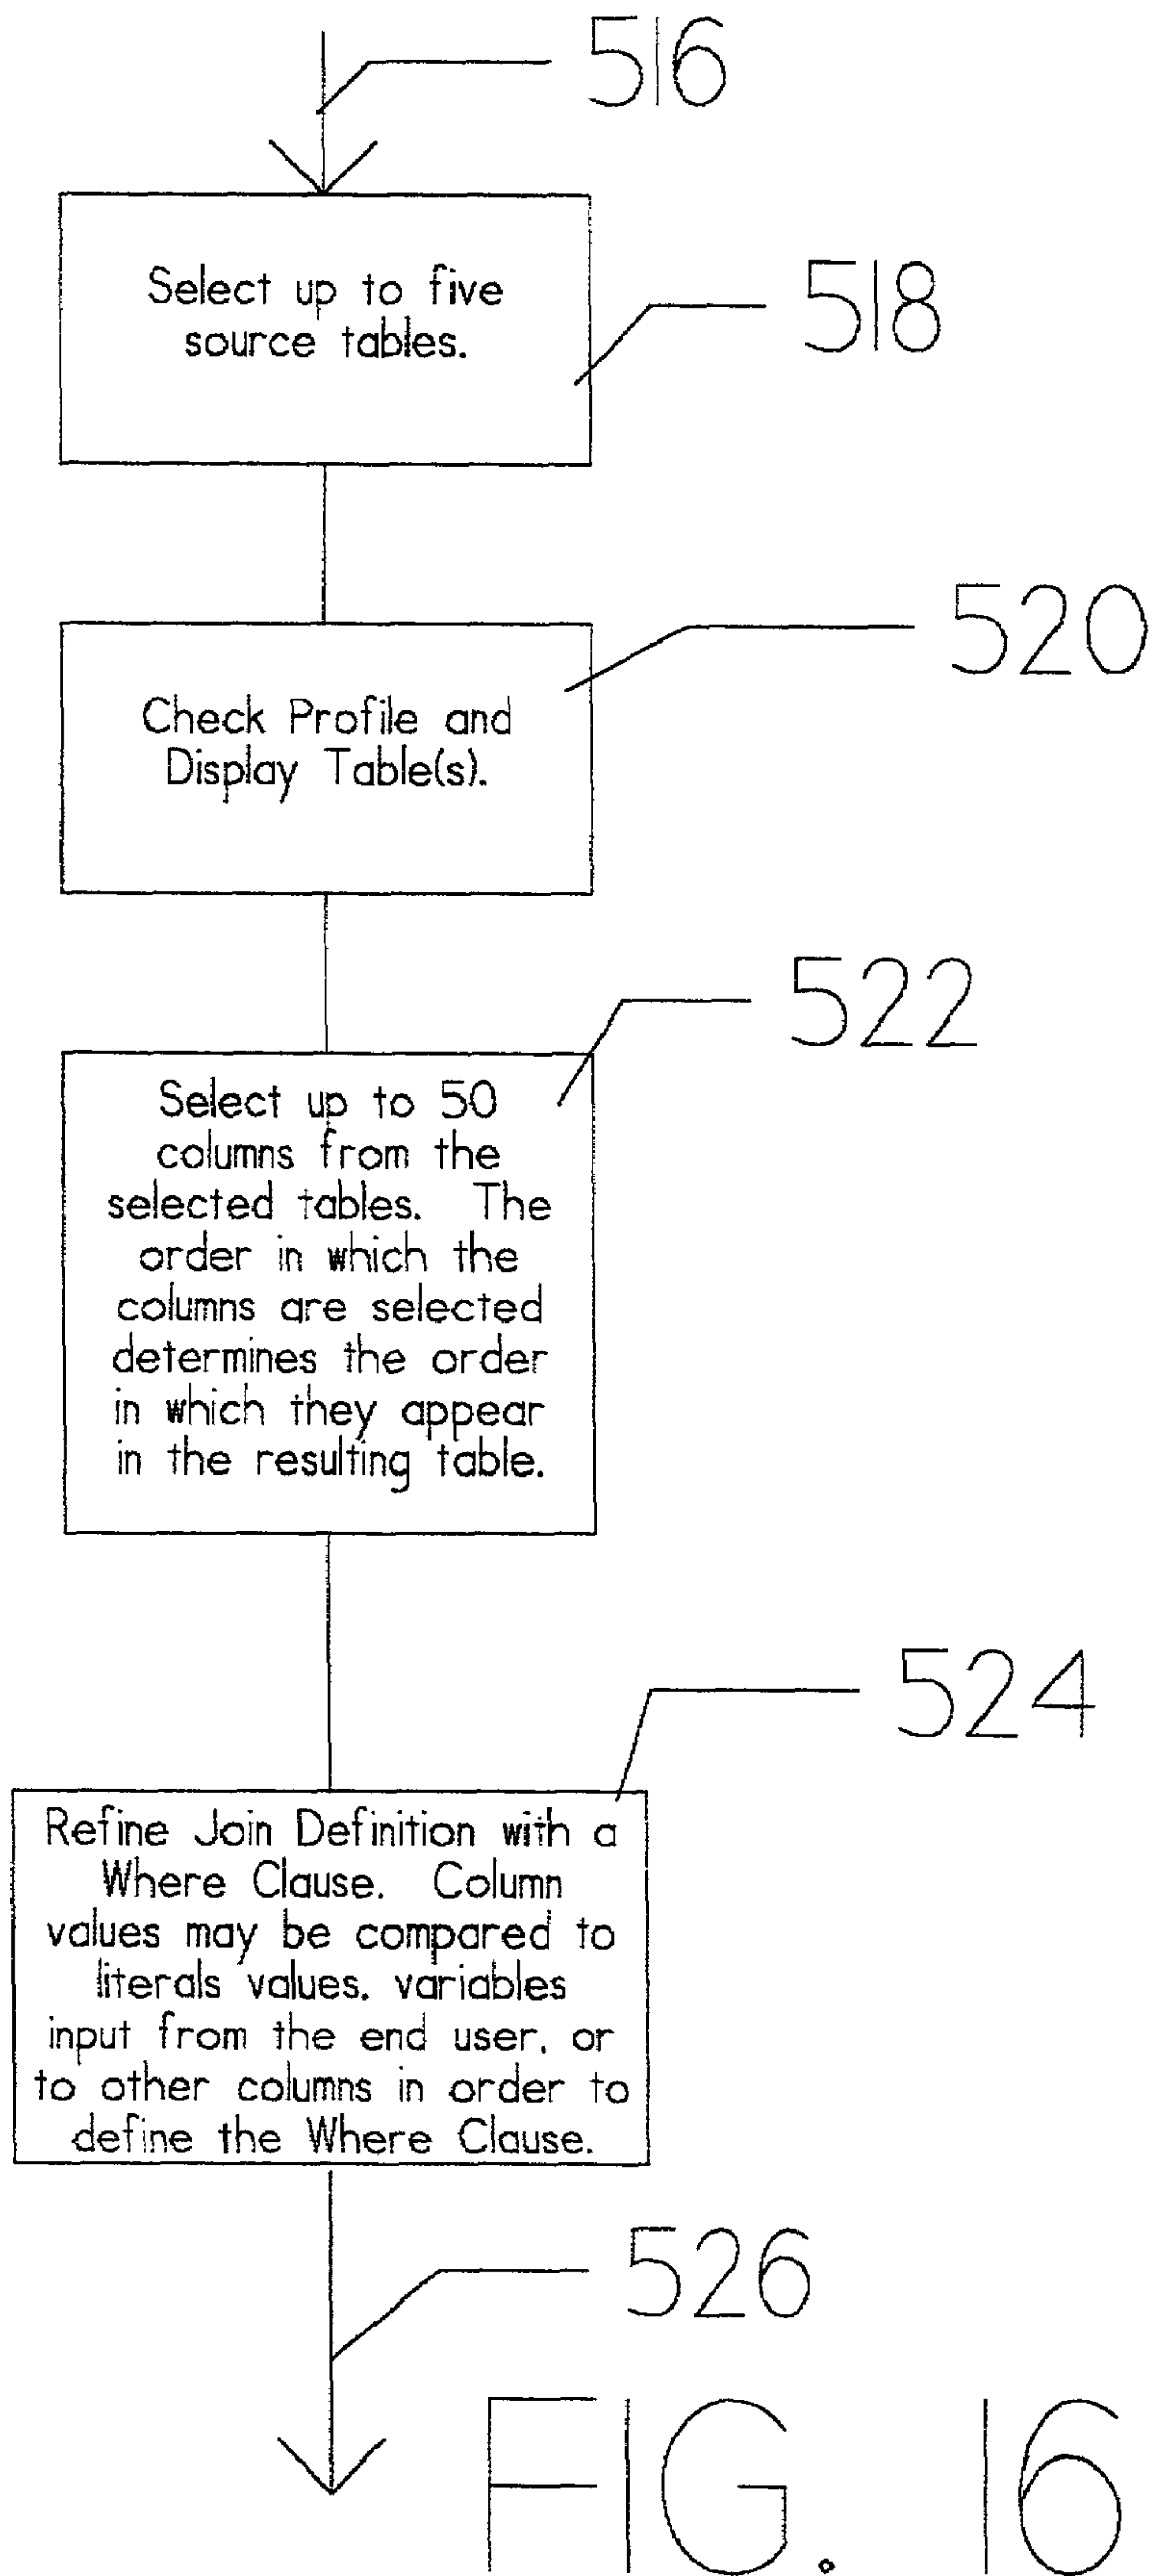 516
Select up to five
source tables.
518
Check Profile and
Display Table(s).
520
Select up to 50
columns from the
selected tables. The
order in which the
columns are selected
determines the order
in which they appear
in the resulting table.
522
Refine Join Definition with a
Where Clause. Column
values may be compared to
literals values, variables
input from the end user, or
to other columns in order to
define the Where Clause.
524
526
FIG. 16